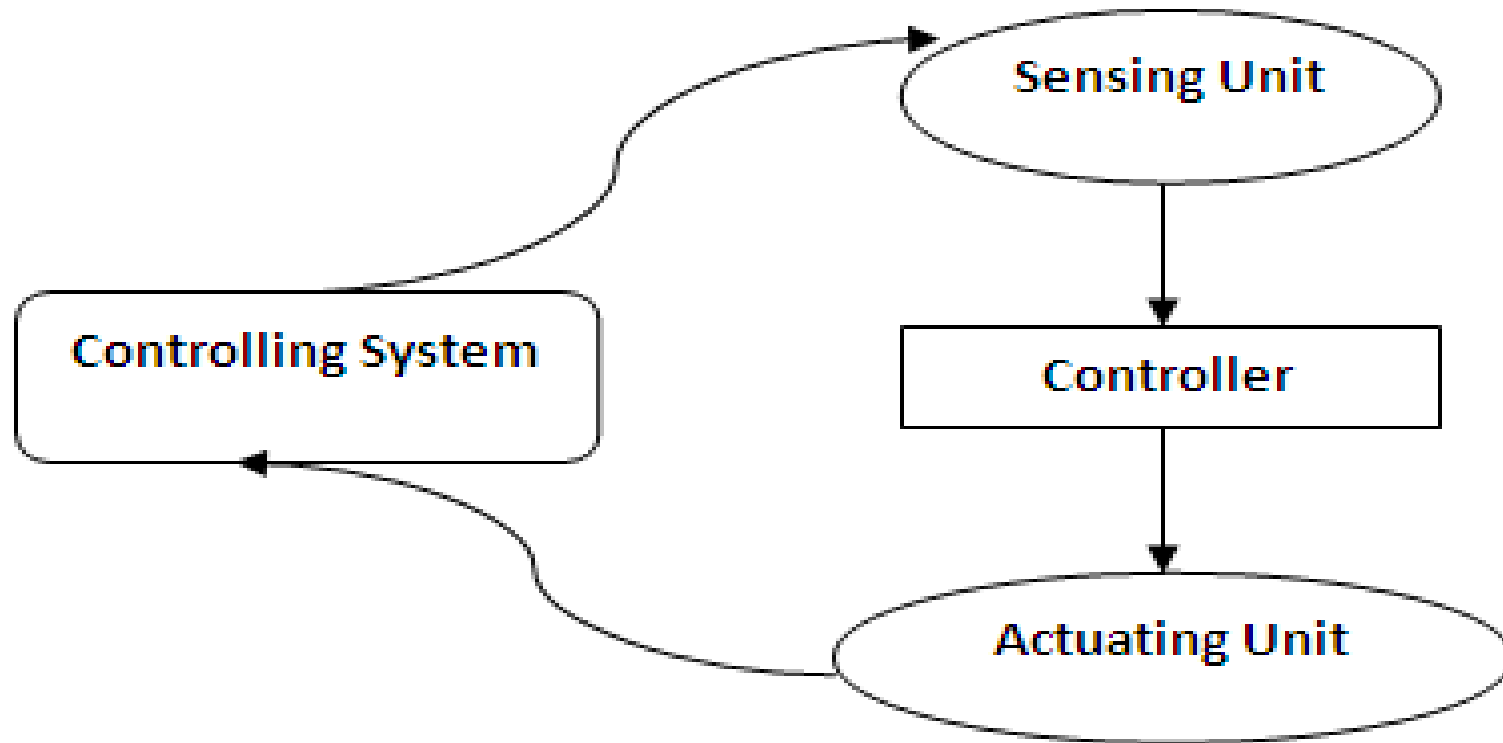 Sensing Unit
Controlling System
Controller
Actuating Unit